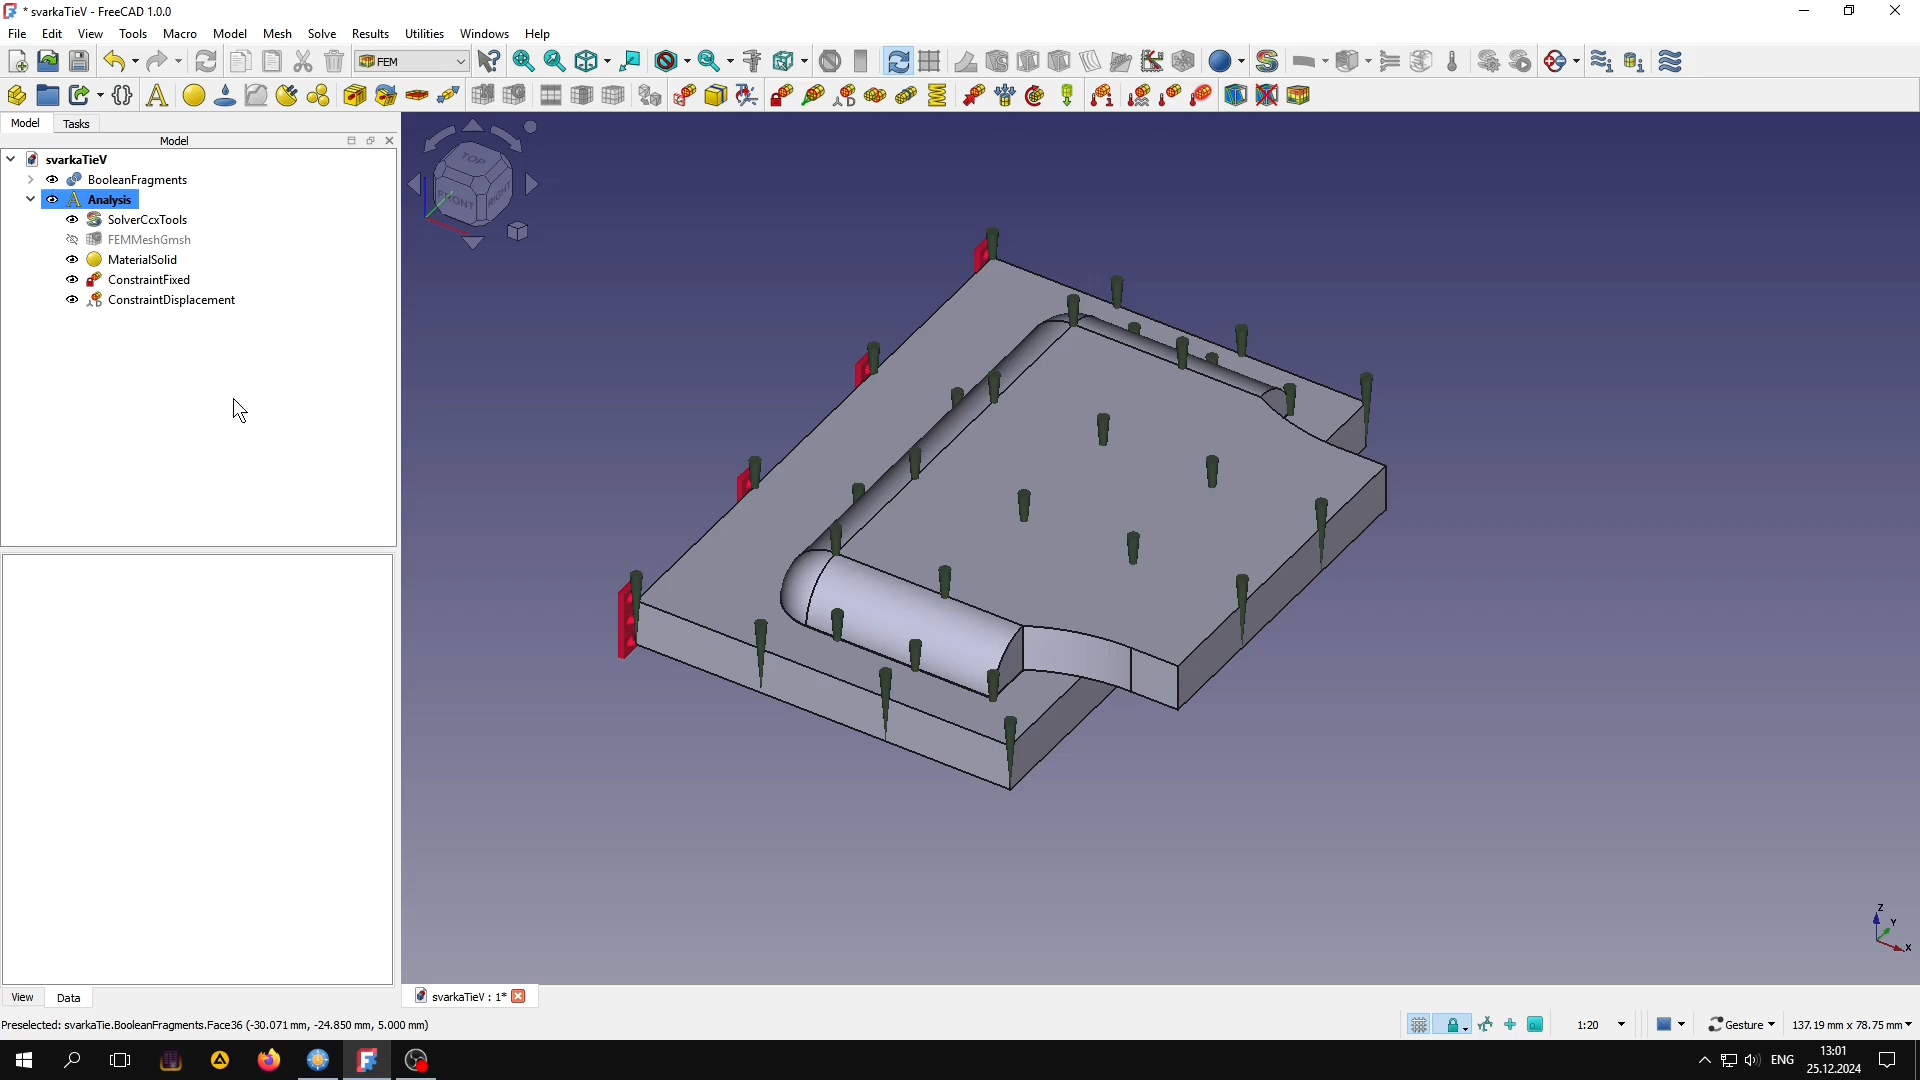 * svarkaTieV - FreeCAD 1.0.0
File Edit View Tools Macro Model Mesh Solve Results Utilities Windows Help
FEM
Model Tasks
Model
svarkaTieV
BooleanFragments
Analysis
SolverCcxTools
FEMMeshGmsh
MaterialSolid
ConstraintFixed
ConstraintDisplacement
TOP
FRONT
RIGHT
Z
Y
X
View Data
svarkaTieV : 1*
Preselected: svarkaTie.BooleanFragments.Face36 (-30.071 mm, -24.850 mm, 5.000 mm)
1:20
Gesture
137.19 mm x 78.75 mm
ENG
13:01
25.12.2024